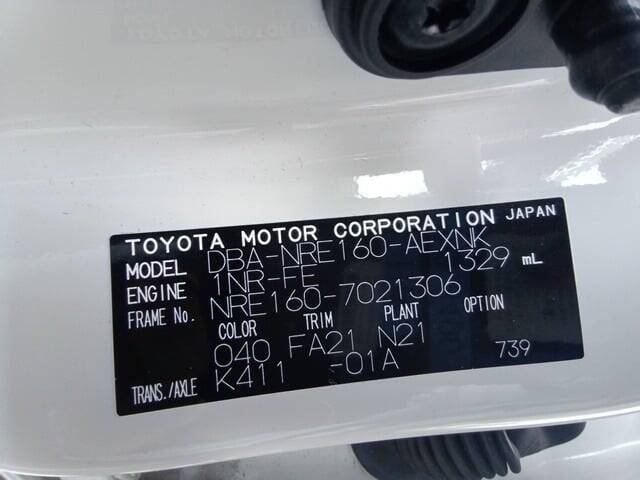 TOYOTA MOTOR CORPORATION JAPAN
MODEL DBA-NRE160-AEXNK
ENGINE 1NR-FE 1329 mL
FRAME No. NRE160-7021306
COLOR TRIM PLANT OPTION
040 FA21 N21
TRANS./AXLE K411 -01A 739